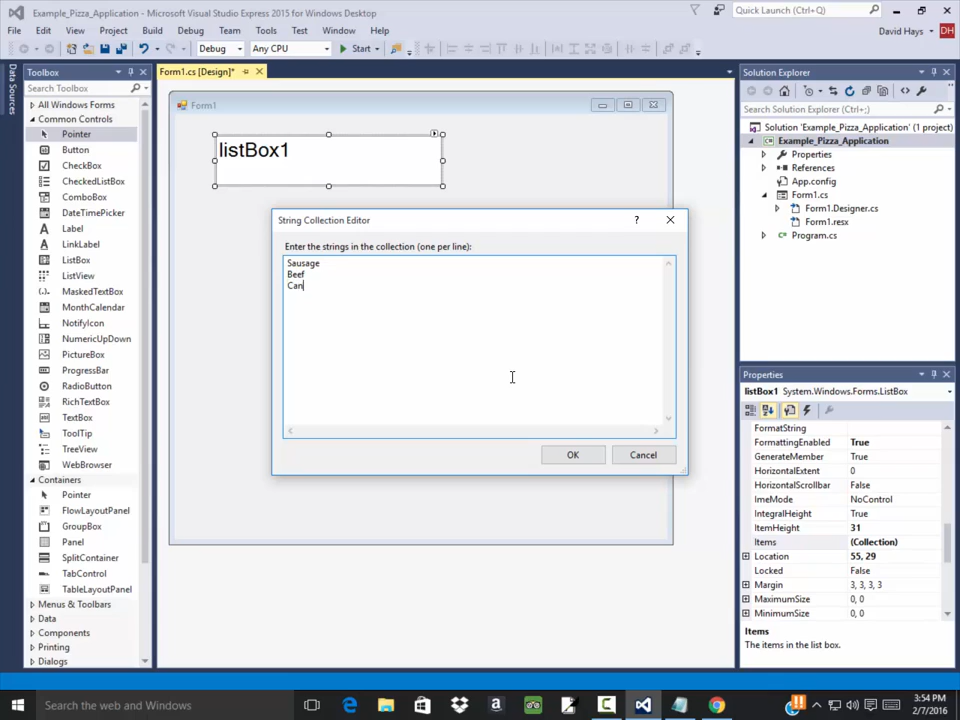 Example_Pizza_Application - Microsoft Visual Studio Express 2015 for Windows Desktop
Quick Launch (Ctrl+Q)
File Edit View Project Build Debug Team Tools Test Window Help
David Hays DH
Debug Any CPU Start
Data Sources
Toolbox
Search Toolbox
All Windows Forms
Common Controls
Pointer
Button
CheckBox
CheckedListBox
ComboBox
DateTimePicker
Label
LinkLabel
ListBox
ListView
MaskedTextBox
MonthCalendar
NotifyIcon
NumericUpDown
PictureBox
ProgressBar
RadioButton
RichTextBox
TextBox
ToolTip
TreeView
WebBrowser
Containers
Pointer
FlowLayoutPanel
GroupBox
Panel
SplitContainer
TabControl
TableLayoutPanel
Menus & Toolbars
Data
Components
Printing
Dialogs
Form1.cs [Design]*
Form1
listBox1
String Collection Editor
?
Enter the strings in the collection (one per line):
Sausage
Beef
Can
OK Cancel
Solution Explorer
Search Solution Explorer (Ctrl+;)
Solution 'Example_Pizza_Application' (1 project)
Example_Pizza_Application
Properties
References
App.config
Form1.cs
Form1.Designer.cs
Form1.resx
Program.cs
Properties
listBox1 System.Windows.Forms.ListBox
FormatString
FormattingEnabled True
GenerateMember True
HorizontalExtent 0
HorizontalScrollbar False
ImeMode NoControl
IntegralHeight True
ItemHeight 31
Items (Collection)
Location 55, 29
Locked False
Margin 3, 3, 3, 3
MaximumSize 0, 0
MinimumSize 0, 0
Items
The items in the list box.
Search the web and Windows
3:54 PM
2/7/2016